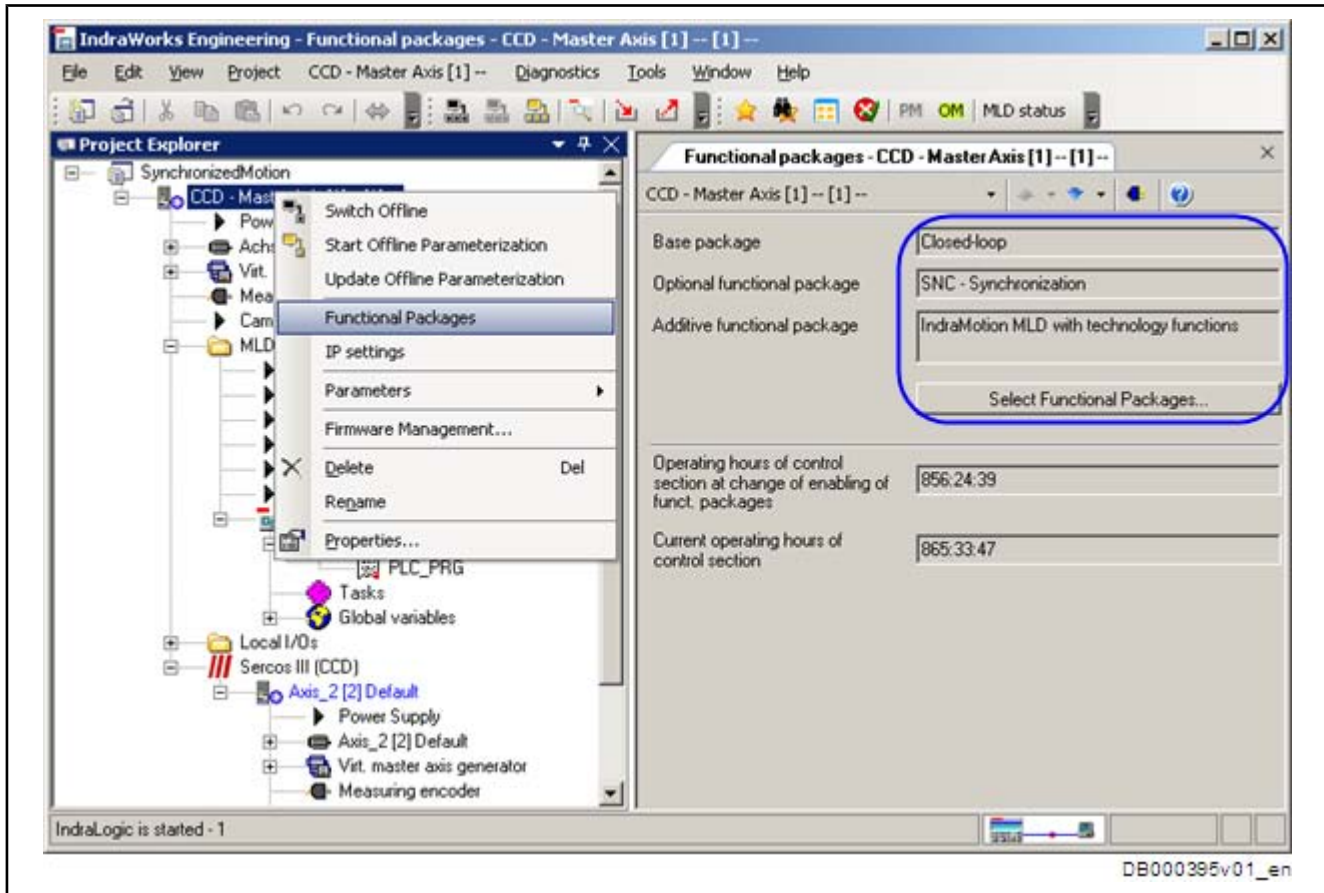 IndraWorks Engineering - Functional packages - CCD - Master Axis [1] -- [1] --
File Edit View Project CCD - Master Axis [1] -- Diagnostics Tools Window Help
PM OM MLD status
Project Explorer
SynchronizedMotion
CCD - Mast
Pow
Achs
Virt.
Mea
Cam
MLD
Switch Offline
Start Offline Parameterization
Update Offline Parameterization
Functional Packages
IP settings
Parameters
Firmware Management...
Delete Del
Rename
Properties...
PLC_PRG
Tasks
Global variables
Local I/Os
Sercos III (CCD)
Axis_2 [2] Default
Power Supply
Axis_2 [2] Default
Virt. master axis generator
Measuring encoder
Functional packages - CCD - Master Axis [1] -- [1] --
CCD - Master Axis [1] -- [1] --
Base package Closed-loop
Optional functional package SNC - Synchronization
Additive functional package IndraMotion MLD with technology functions
Select Functional Packages...
Operating hours of control
section at change of enabling of
funct. packages
856:24:39
Current operating hours of
control section
865:33:47
IndraLogic is started - 1
DB000395v01_en